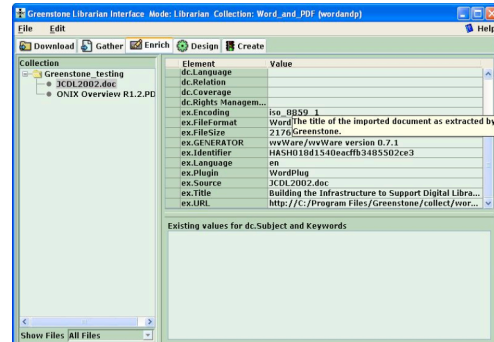 Greenstone Librarian Interface Mode: Librarian Collection: Word_and_PDF (wordandp)
File Edit Help
Download Gather Enrich Design Create
Collection
Greenstone_testing
JCDL2002.doc
ONIX Overview R1.2.PD
Show Files All Files
Element Value
dc.Language
dc.Relation
dc.Coverage
dc.Rights Managem...
ex.Encoding iso_8859_1
ex.FileFormat Word
The title of the imported document as extracted by
Greenstone.
ex.FileSize 2176
ex.GENERATOR wvWare/wvWare version 0.7.1
ex.Identifier HASH018d1540eacffb3485502ce3
ex.Language en
ex.Plugin WordPlug
ex.Source JCDL2002.doc
ex.Title Building the Infrastructure to Support Digital Libra...
ex.URL http://C:/Program Files/Greenstone/collect/wor...
Existing values for dc.Subject and Keywords